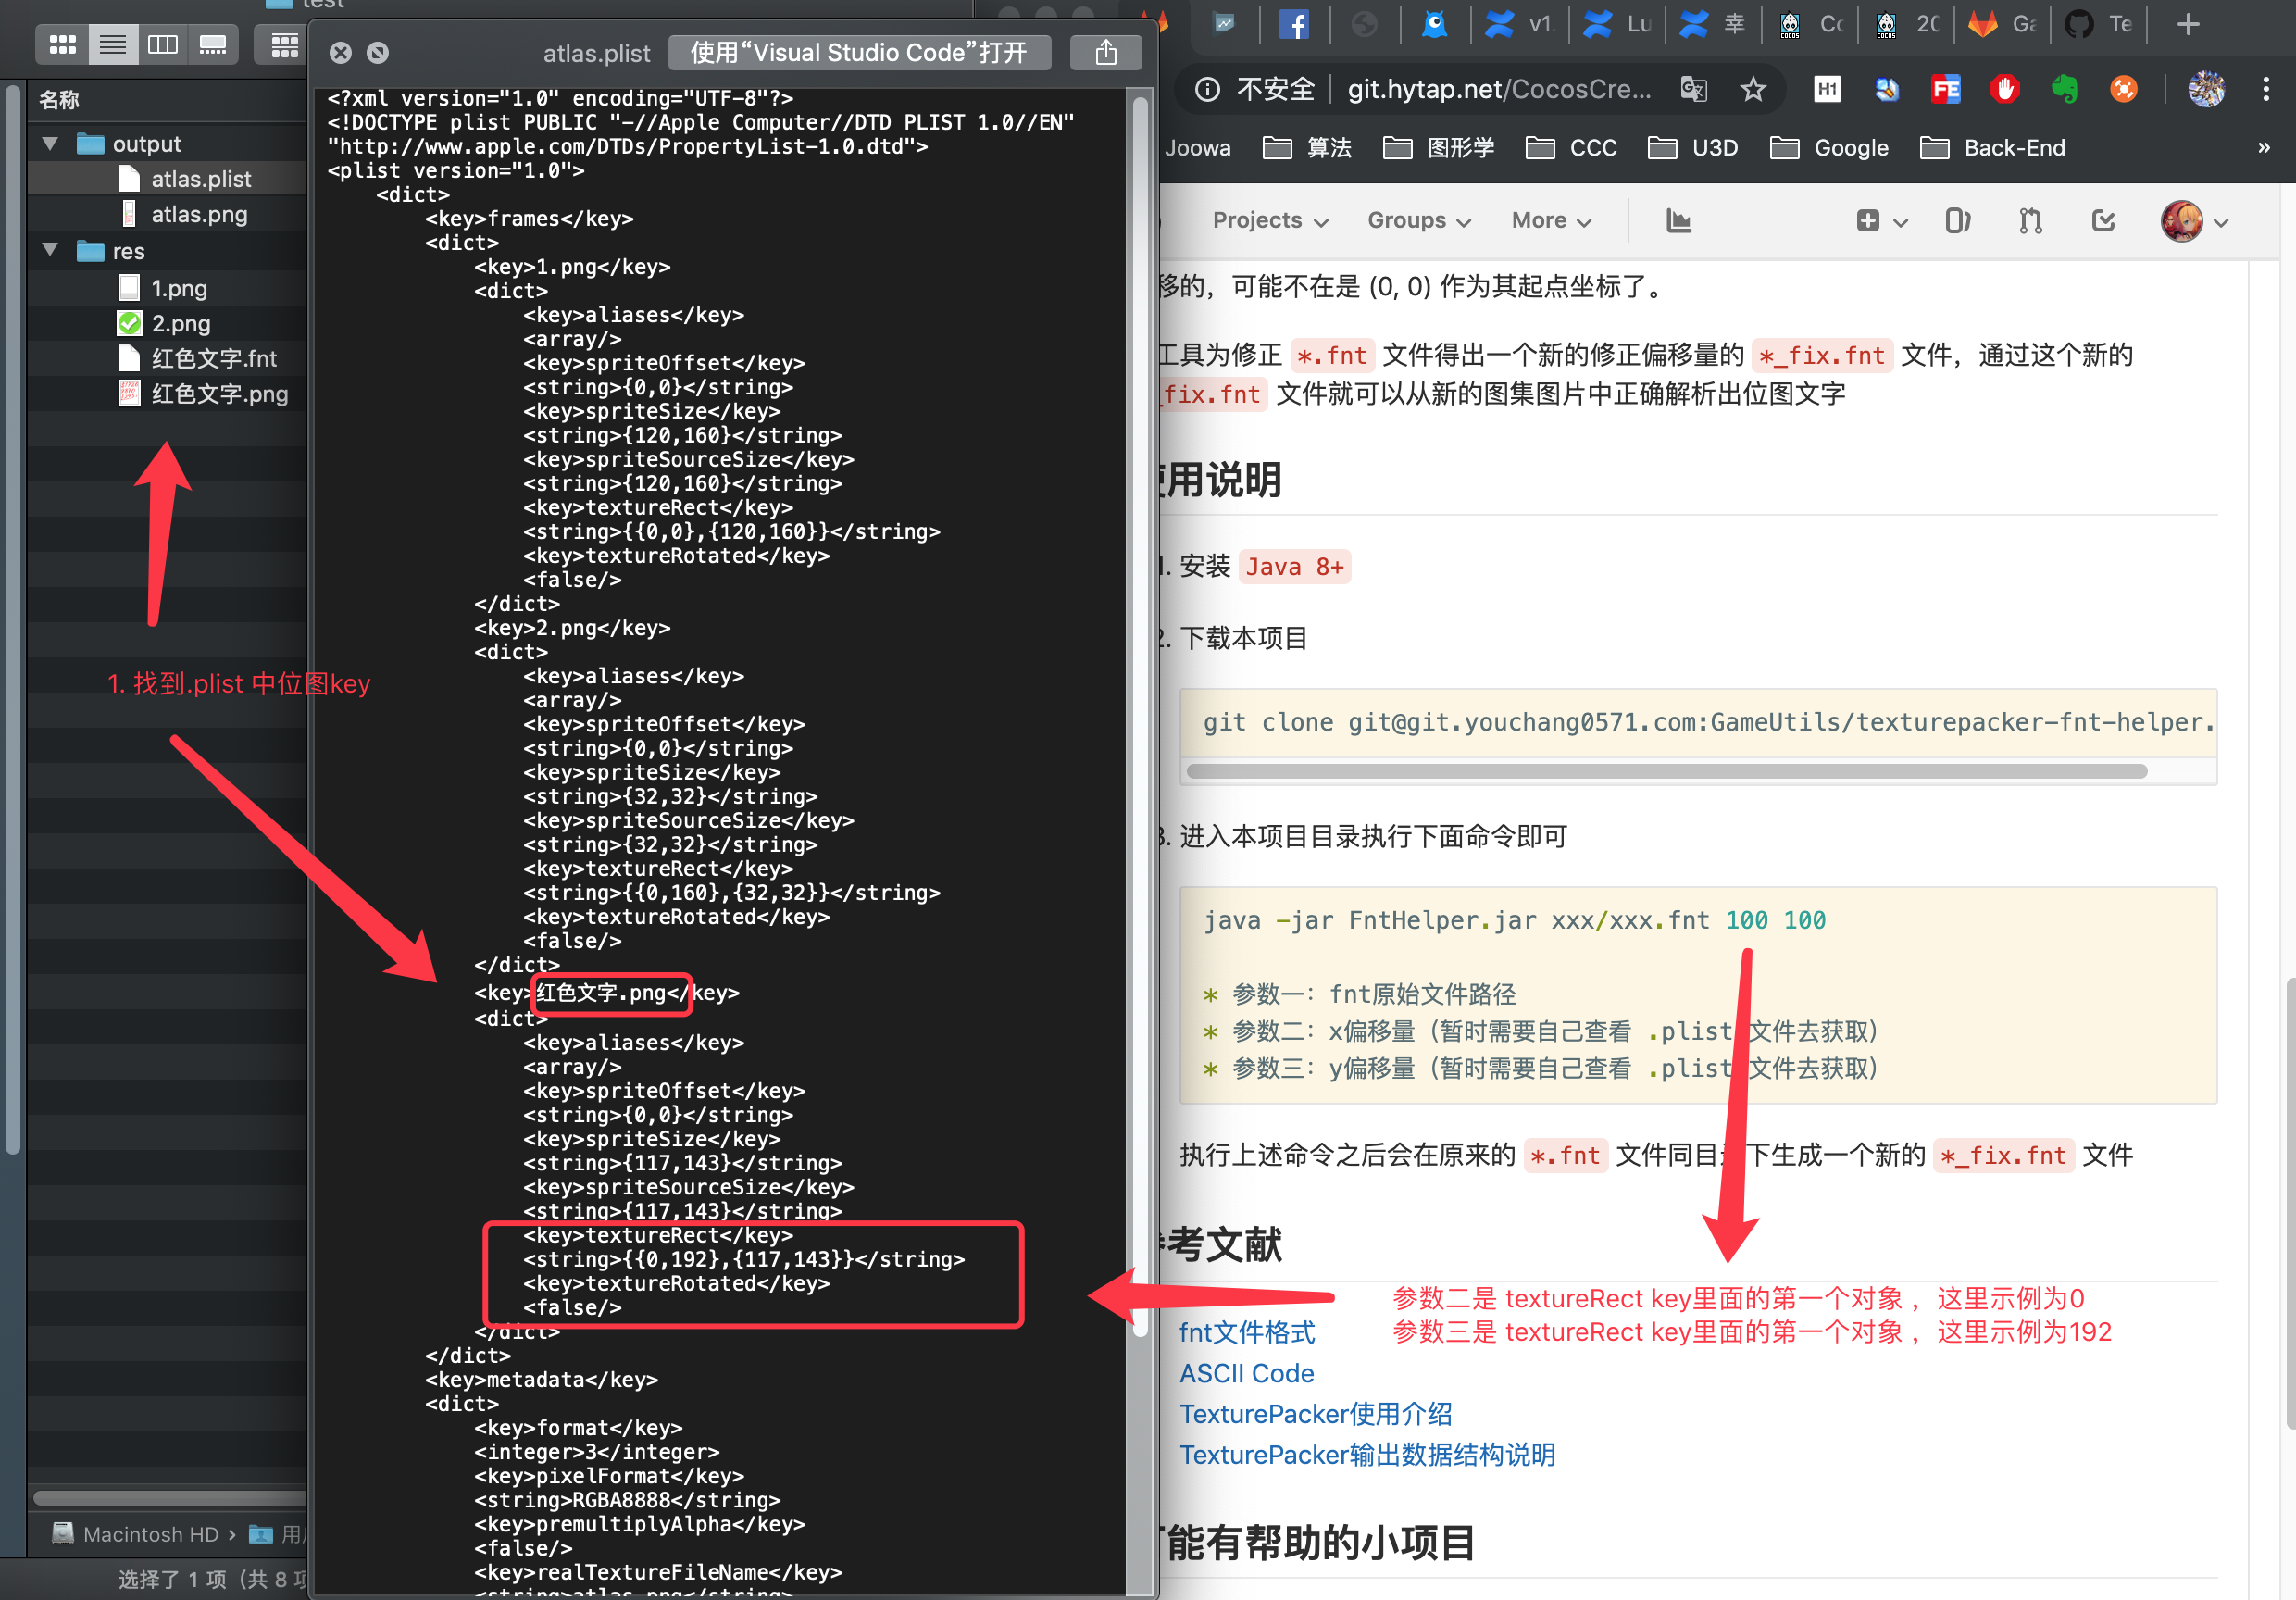 test
atlas.plist
使用“Visual Studio Code”打开
名称
output
atlas.plist
atlas.png
res
1.png
2.png
红色文字.fnt
红色文字.png
1. 找到.plist 中位图key
Macintosh HD
选择了 1 项（共 8 项
<?xml version="1.0" encoding="UTF-8"?>
<!DOCTYPE plist PUBLIC "-//Apple Computer//DTD PLIST 1.0//EN"
"http://www.apple.com/DTDs/PropertyList-1.0.dtd">
<plist version="1.0">
<dict>
<key>frames</key>
<dict>
<key>1.png</key>
<dict>
<key>aliases</key>
<array/>
<key>spriteOffset</key>
<string>{0,0}</string>
<key>spriteSize</key>
<string>{120,160}</string>
<key>spriteSourceSize</key>
<string>{120,160}</string>
<key>textureRect</key>
<string>{{0,0},{120,160}}</string>
<key>textureRotated</key>
<false/>
</dict>
<key>2.png</key>
<dict>
<key>aliases</key>
<array/>
<key>spriteOffset</key>
<string>{0,0}</string>
<key>spriteSize</key>
<string>{32,32}</string>
<key>spriteSourceSize</key>
<string>{32,32}</string>
<key>textureRect</key>
<string>{{0,160},{32,32}}</string>
<key>textureRotated</key>
<false/>
</dict>
<key>红色文字.png</key>
<dict>
<key>aliases</key>
<array/>
<key>spriteOffset</key>
<string>{0,0}</string>
<key>spriteSize</key>
<string>{117,143}</string>
<key>spriteSourceSize</key>
<string>{117,143}</string>
<key>textureRect</key>
<string>{{0,192},{117,143}}</string>
<key>textureRotated</key>
<false/>
</dict>
</dict>
<key>metadata</key>
<dict>
<key>format</key>
<integer>3</integer>
<key>pixelFormat</key>
<string>RGBA8888</string>
<key>premultiplyAlpha</key>
<false/>
<key>realTextureFileName</key>
<string>atlas.png</string>
v1. Lu 幸 Cc 20 Ga Te
不安全 git.hytap.net/CocosCre...
H1 FE
Joowa 算法 图形学 CCC U3D Google Back-End »
Projects Groups More
移的，可能不在是 (0, 0) 作为其起点坐标了。
工具为修正 *.fnt 文件得出一个新的修正偏移量的 *_fix.fnt 文件，通过这个新的
_fix.fnt 文件就可以从新的图集图片中正确解析出位图文字
使用说明
1. 安装 Java 8+
2. 下载本项目
git clone git@git.youchang0571.com:GameUtils/texturepacker-fnt-helper.
3. 进入本项目目录执行下面命令即可
java -jar FntHelper.jar xxx/xxx.fnt 100 100
* 参数一：fnt原始文件路径
* 参数二：x偏移量（暂时需要自己查看 .plist 文件去获取）
* 参数三：y偏移量（暂时需要自己查看 .plist 文件去获取）
执行上述命令之后会在原来的 *.fnt 文件同目录下生成一个新的 *_fix.fnt 文件
参考文献
参数二是 textureRect key里面的第一个对象 ，这里示例为0
fnt文件格式
参数三是 textureRect key里面的第一个对象 ，这里示例为192
ASCII Code
TexturePacker使用介绍
TexturePacker输出数据结构说明
可能有帮助的小项目